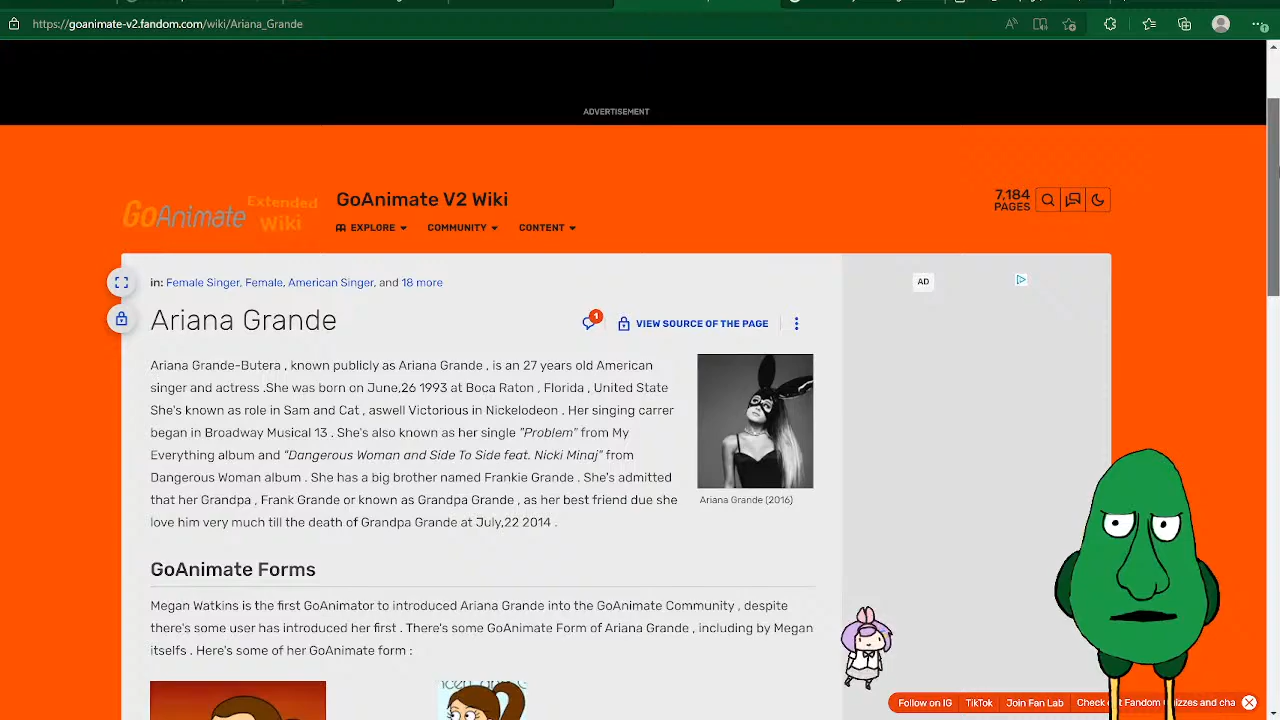 https://goanimate-v2.fandom.com/wiki/Ariana_Grande
ADVERTISEMENT
GoAnimate Extended Wiki
GoAnimate V2 Wiki
7,184 PAGES
EXPLORE COMMUNITY CONTENT
in: Female Singer, Female, American Singer, and 18 more
AD
Ariana Grande
1
VIEW SOURCE OF THE PAGE
Ariana Grande-Butera , known publicly as Ariana Grande , is an 27 years old American
singer and actress .She was born on June,26 1993 at Boca Raton , Florida , United State
She's known as role in Sam and Cat , aswell Victorious in Nickelodeon . Her singing carrer
began in Broadway Musical 13 . She's also known as her single "Problem" from My
Everything album and "Dangerous Woman and Side To Side feat. Nicki Minaj" from
Dangerous Woman album . She has a big brother named Frankie Grande . She's admitted
that her Grandpa , Frank Grande or known as Grandpa Grande , as her best friend due she
love him very much till the death of Grandpa Grande at July,22 2014 .
Ariana Grande (2016)
GoAnimate Forms
Megan Watkins is the first GoAnimator to introduced Ariana Grande into the GoAnimate Community , despite
there's some user has introduced her first . There's some GoAnimate Form of Ariana Grande , including by Megan
itselfs . Here's some of her GoAnimate form :
Follow on IG TikTok Join Fan Lab Check Fandom and cha